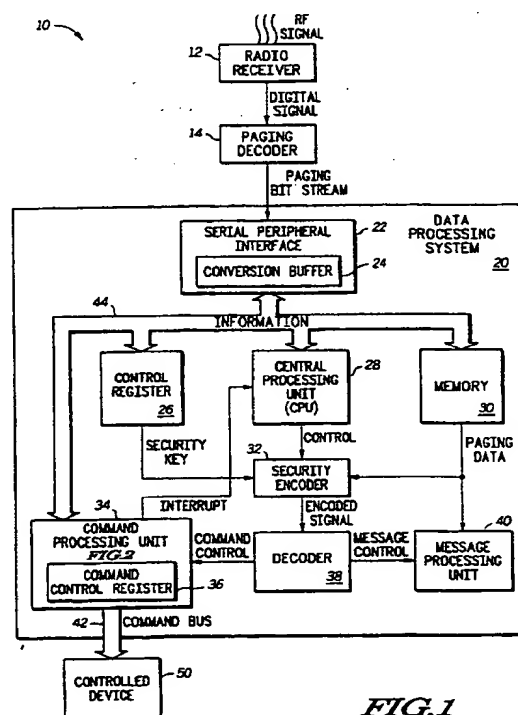 10
RF
SIGNAL
12
RADIO
RECEIVER
DIGITAL
SIGNAL
14
PAGING
DECODER
PAGING
BIT STREAM
SERIAL PERIPHERAL
INTERFACE
22
CONVERSION BUFFER
24
DATA
PROCESSING
SYSTEM
20
44
INFORMATION
CONTROL
REGISTER
26
CENTRAL
PROCESSING
UNIT
(CPU)
28
MEMORY
30
SECURITY
KEY
CONTROL
PAGING
DATA
32
SECURITY
ENCODER
INTERRUPT
ENCODED
SIGNAL
34
COMMAND
PROCESSING UNIT
FIG.2
COMMAND
CONTROL REGISTER
36
COMMAND
CONTROL
DECODER
38
MESSAGE
CONTROL
40
MESSAGE
PROCESSING
UNIT
42
COMMAND BUS
CONTROLLED
DEVICE
50
FIG.1